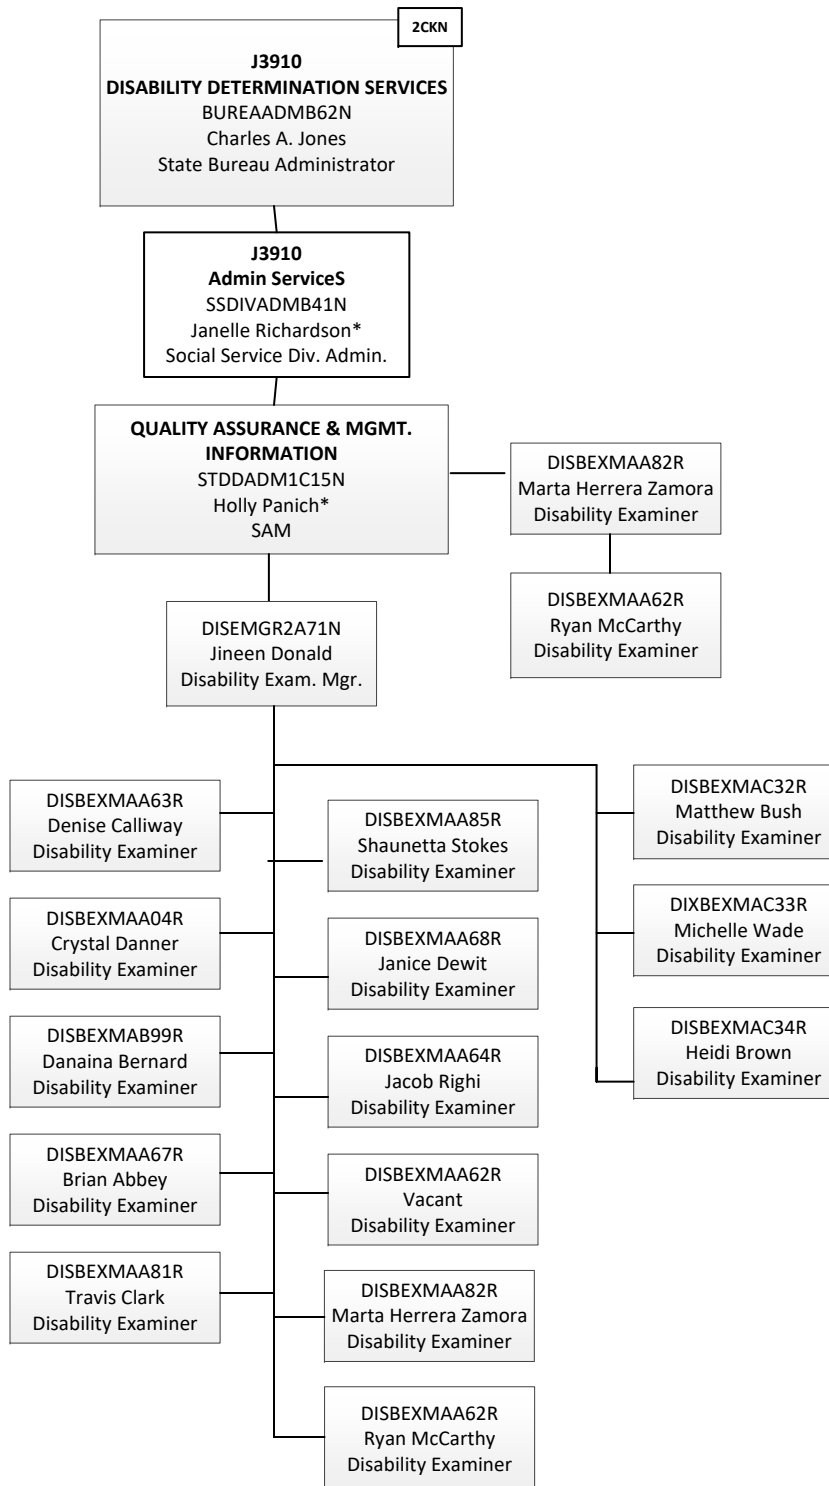 2CKN
J3910
DISABILITY DETERMINATION SERVICES
BUREAADMB62N
Charles A. Jones
State Bureau Administrator
J3910
Admin ServiceS
SSDIVADMB41N
Janelle Richardson*
Social Service Div. Admin.
QUALITY ASSURANCE & MGMT.
INFORMATION
STDDADM1C15N
Holly Panich*
SAM
DISBEXMAA82R
Marta Herrera Zamora
Disability Examiner
DISBEXMAA62R
Ryan McCarthy
Disability Examiner
DISEMGR2A71N
Jineen Donald
Disability Exam. Mgr.
DISBEXMAA63R
Denise Calliway
Disability Examiner
DISBEXMAA04R
Crystal Danner
Disability Examiner
DISBEXMAB99R
Danaina Bernard
Disability Examiner
DISBEXMAA67R
Brian Abbey
Disability Examiner
DISBEXMAA81R
Travis Clark
Disability Examiner
DISBEXMAA85R
Shaunetta Stokes
Disability Examiner
DISBEXMAA68R
Janice Dewit
Disability Examiner
DISBEXMAA64R
Jacob Righi
Disability Examiner
DISBEXMAA62R
Vacant
Disability Examiner
DISBEXMAA82R
Marta Herrera Zamora
Disability Examiner
DISBEXMAA62R
Ryan McCarthy
Disability Examiner
DISBEXMAC32R
Matthew Bush
Disability Examiner
DIXBEXMAC33R
Michelle Wade
Disability Examiner
DISBEXMAC34R
Heidi Brown
Disability Examiner